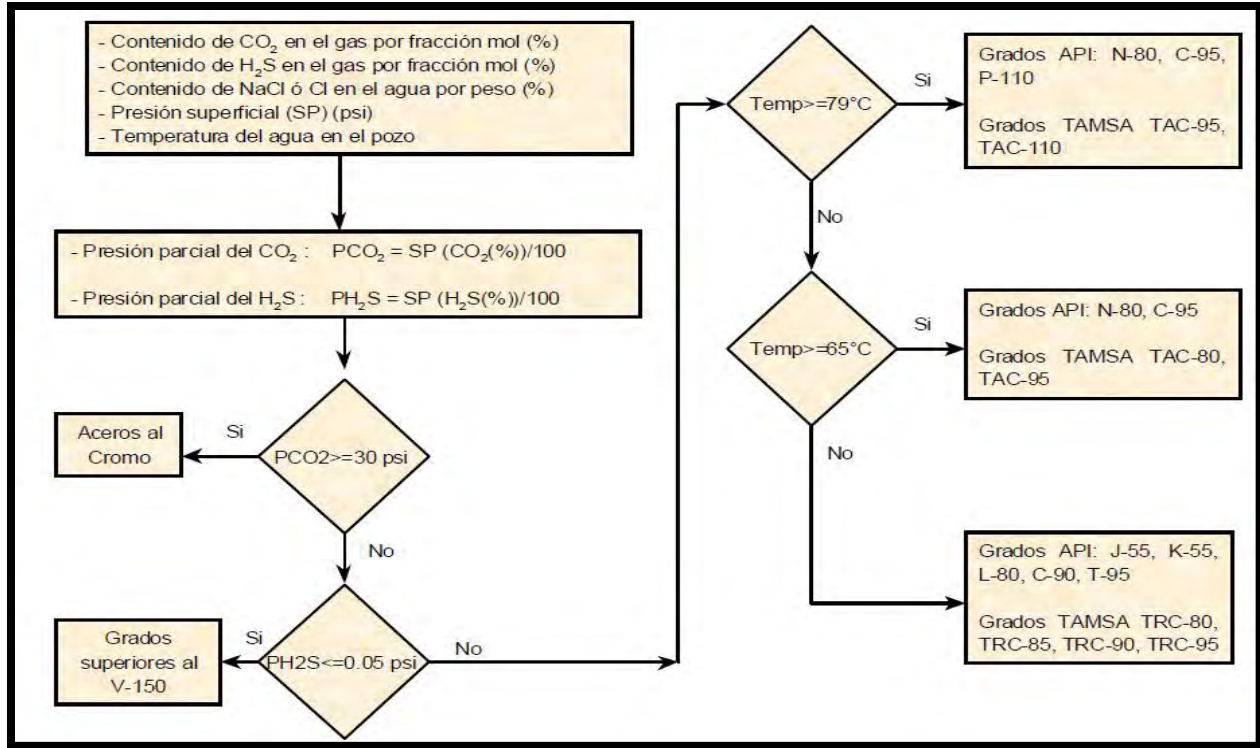 - Contenido de CO₂ en el gas por fracción mol (%)
- Contenido de H₂S en el gas por fracción mol (%)
- Contenido de NaCl ó Cl en el agua por peso (%)
- Presión superficial (SP) (psi)
- Temperatura del agua en el pozo
- Presión parcial del CO₂ : PCO₂ = SP (CO₂(%))/100
- Presión parcial del H₂S : PH₂S = SP (H₂S(%))/100
PCO2>=30 psi
Si
Aceros al
Cromo
No
PH2S<=0.05 psi
Si
Grados
superiores al
V-150
No
Temp>=79°C
Si
Grados API: N-80, C-95,
P-110
Grados TAMSA TAC-95,
TAC-110
No
Temp>=65°C
Si
Grados API: N-80, C-95
Grados TAMSA TAC-80,
TAC-95
No
Grados API: J-55, K-55,
L-80, C-90, T-95
Grados TAMSA TRC-80,
TRC-85, TRC-90, TRC-95